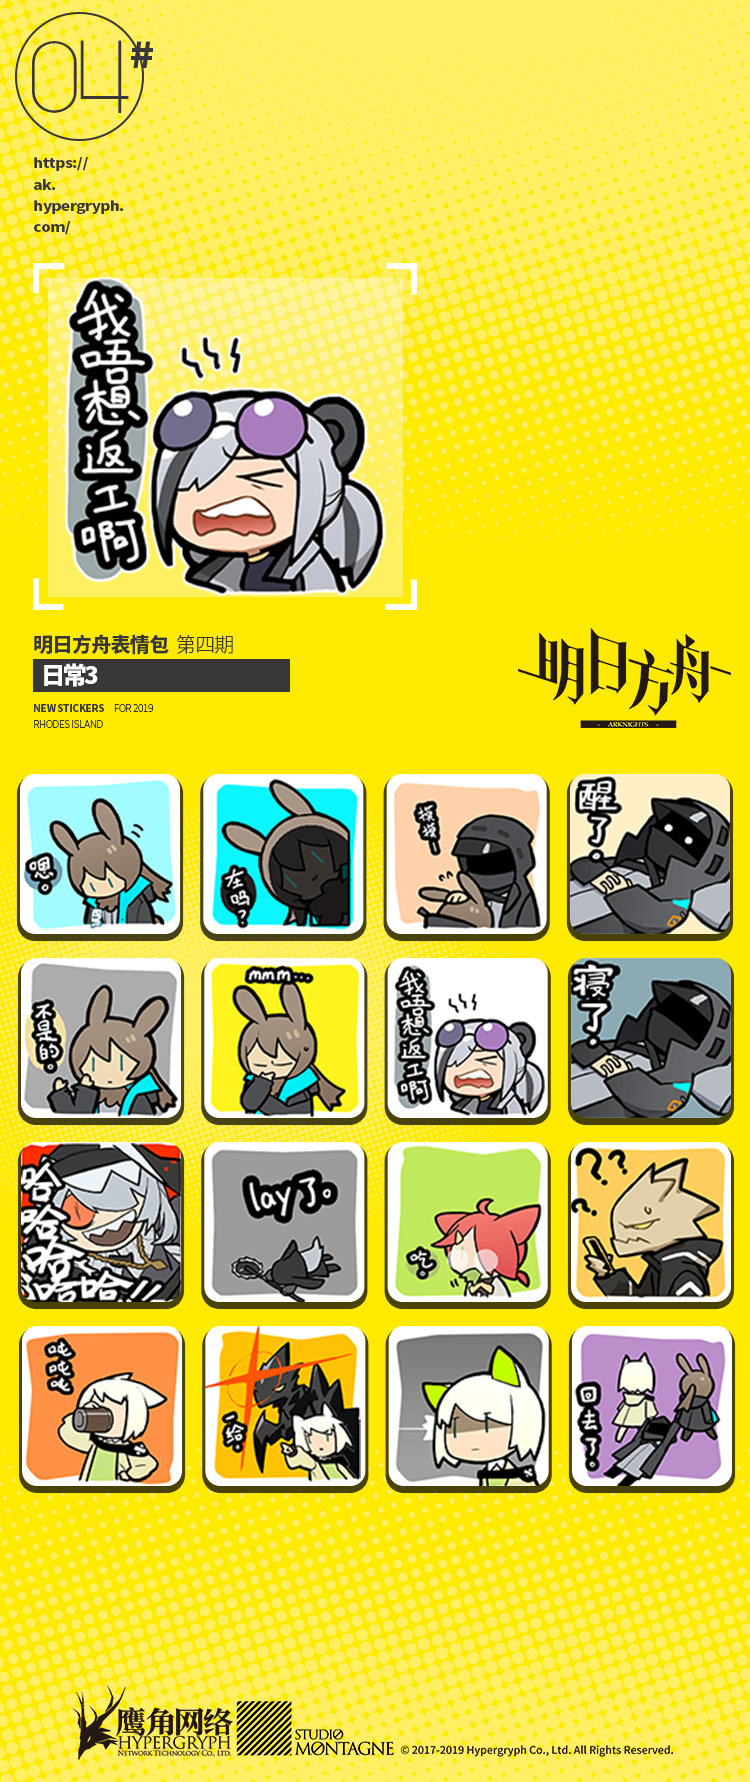 04#
https://
ak.
hypergryph.
com/
我唔想返工啊
明日方舟表情包 第四期
日常3
NEW STICKERS FOR 2019
RHODES ISLAND
明日方舟
ARKNIGHTS
嗯。
在吗?
摸摸~
醒了。
不是的。
mmm...
我唔想返工啊
寝了。
哈哈哈哈哈!!
lay了。
吃。
???
吨吨吨
给。
回去了。
鹰角网络
HYPERGRYPH
NETWORK TECHNOLOGY CO., LTD.
STUDIO
MØNTAGNE
© 2017-2019 Hypergryph Co., Ltd. All Rights Reserved.